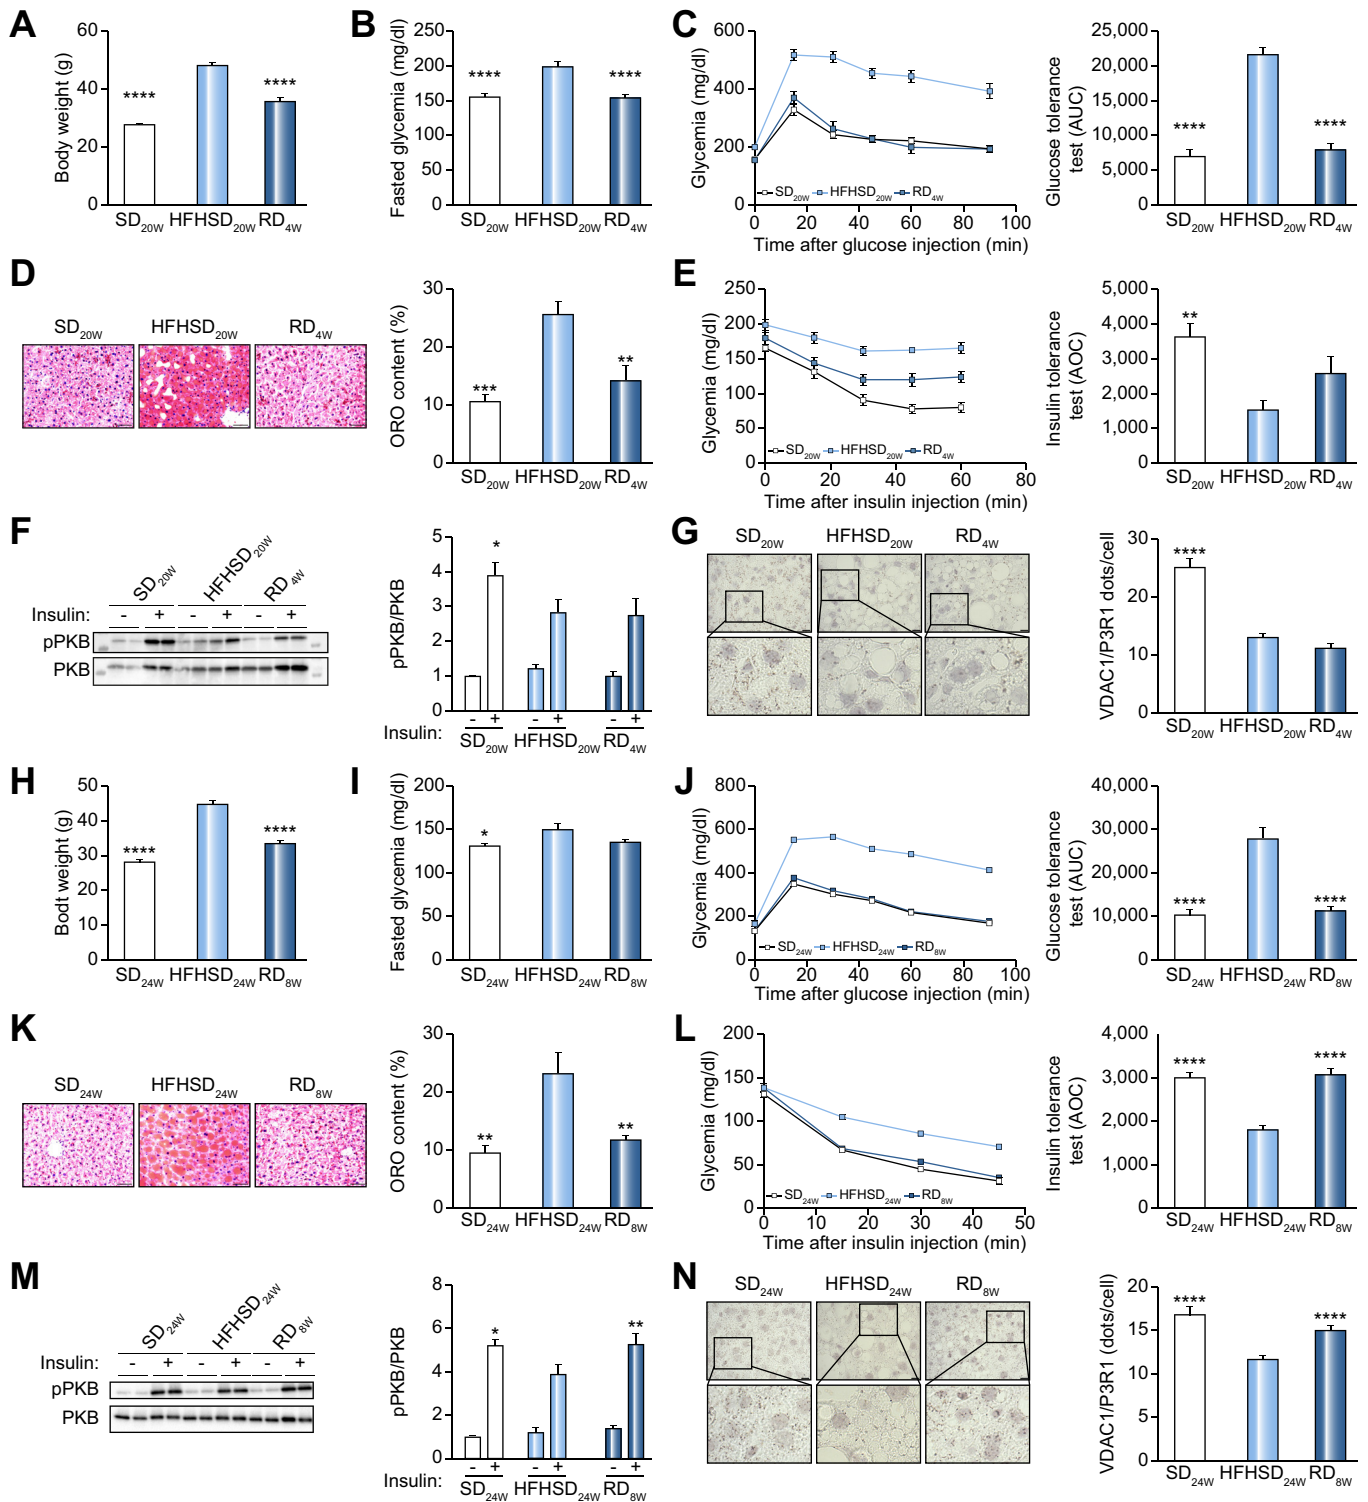 A
Body weight (g)
60
40
20
0
****
****
SD20W
HFHSD20W
RD4W
B
Fasted glycemia (mg/dl)
250
200
150
100
50
0
****
****
SD20W
HFHSD20W
RD4W
C
Glycemia (mg/dl)
600
400
200
0
SD20W
HFHSD20W
RD4W
0 20 40 60 80 100
Time after glucose injection (min)
Glucose tolerance
test (AUC)
25,000
20,000
15,000
10,000
5,000
0
****
****
SD20W
HFHSD20W
RD4W
D
SD20W
HFHSD20W
RD4W
ORO content (%)
30
20
10
0
***
**
SD20W
HFHSD20W
RD4W
E
Glycemia (mg/dl)
250
200
150
100
50
0
SD20W
HFHSD20W
RD4W
0 20 40 60 80
Time after insulin injection (min)
Insulin tolerance
test (AOC)
5,000
4,000
3,000
2,000
1,000
0
**
SD20W
HFHSD20W
RD4W
F
SD20W
HFHSD20W
RD4W
Insulin: - + - + - +
pPKB
PKB
pPKB/PKB
5
4
3
2
1
0
*
Insulin: - + - + - +
SD20W
HFHSD20W
RD4W
G
SD20W
HFHSD20W
RD4W
VDAC1/P3R1 dots/cell
30
20
10
0
****
SD20W
HFHSD20W
RD4W
H
Bodt weight (g)
50
40
30
20
10
0
****
****
SD24W
HFHSD24W
RD8W
I
Fasted glycemia (mg/dl)
200
150
100
50
0
*
SD24W
HFHSD24W
RD8W
J
Glycemia (mg/dl)
800
600
400
200
0
SD24W
HFHSD24W
RD8W
0 20 40 60 80 100
Time after glucose injection (min)
Glucose tolerance
test (AUC)
40,000
30,000
20,000
10,000
0
****
****
SD24W
HFHSD24W
RD8W
K
SD24W
HFHSD24W
RD8W
ORO content (%)
30
20
10
0
**
**
SD24W
HFHSD24W
RD8W
L
Glycemia (mg/dl)
200
150
100
50
0
SD24W
HFHSD24W
RD8W
0 10 20 30 40 50
Time after insulin injection (min)
Insulin tolerance
test (AOC)
4,000
3,000
2,000
1,000
0
****
****
SD24W
HFHSD24W
RD8W
M
SD24W
HFHSD24W
RD8W
Insulin: - + - + - +
pPKB
PKB
pPKB/PKB
8
6
4
2
0
*
**
Insulin: - + - + - +
SD24W
HFHSD24W
RD8W
N
SD24W
HFHSD24W
RD8W
VDAC1/P3R1 (dots/cell)
20
15
10
5
0
****
****
SD24W
HFHSD24W
RD8W